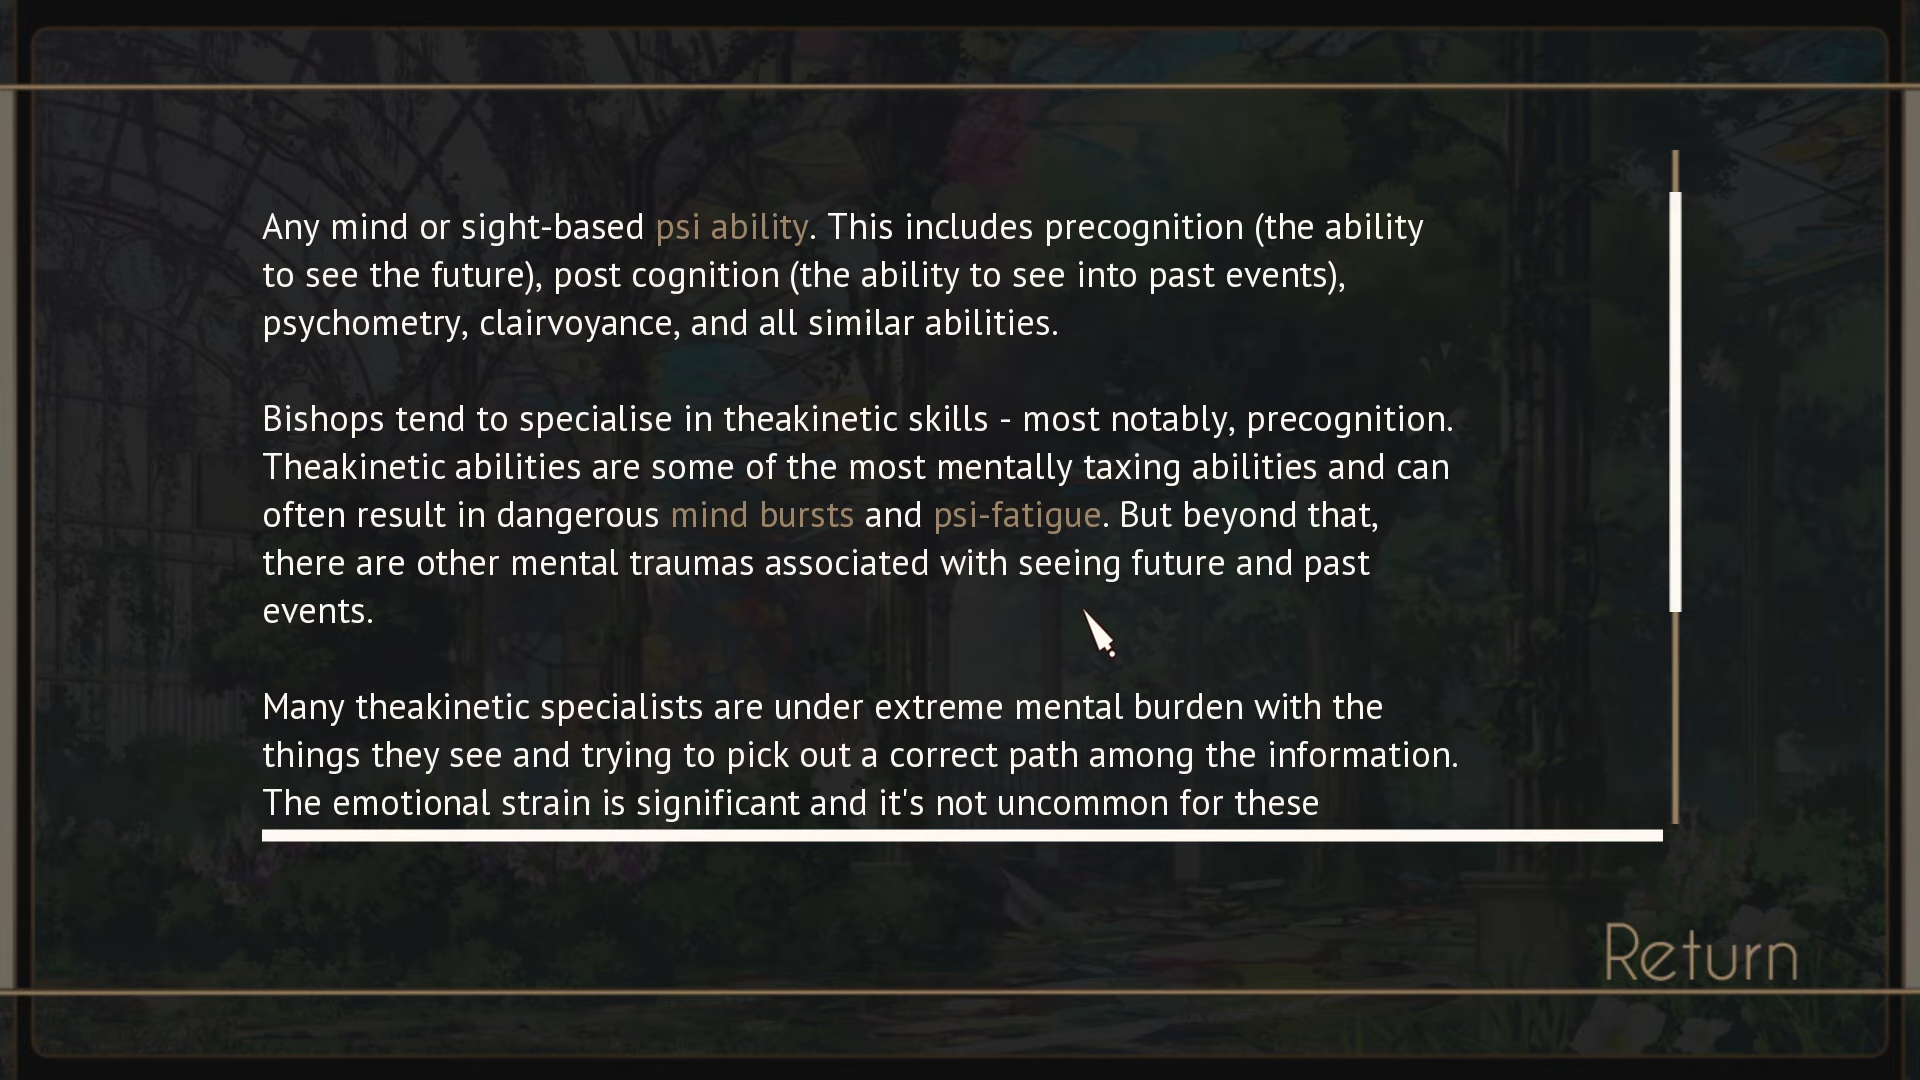 Any mind or sight-based psi ability. This includes precognition (the ability
to see the future), post cognition (the ability to see into past events),
psychometry, clairvoyance, and all similar abilities.
Bishops tend to specialise in theakinetic skills - most notably, precognition.
Theakinetic abilities are some of the most mentally taxing abilities and can
often result in dangerous mind bursts and psi-fatigue. But beyond that,
there are other mental traumas associated with seeing future and past
events.
Many theakinetic specialists are under extreme mental burden with the
things they see and trying to pick out a correct path among the information.
The emotional strain is significant and it's not uncommon for these
Return